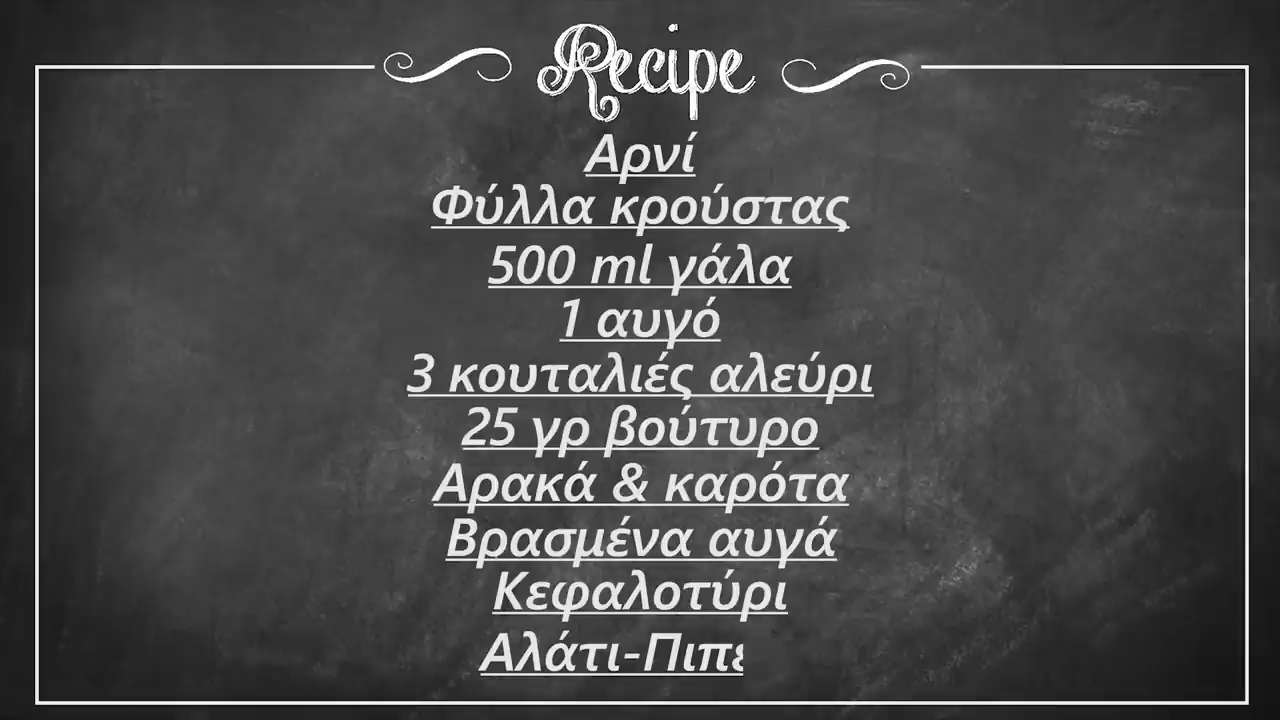 Recipe
Αρνί
Φύλλα κρούστας
500 ml γάλα
1 αυγό
3 κουταλιές αλεύρι
25 γρ βούτυρο
Αρακά & καρότα
Βρασμένα αυγά
Κεφαλοτύρι
Αλάτι-Πιπε